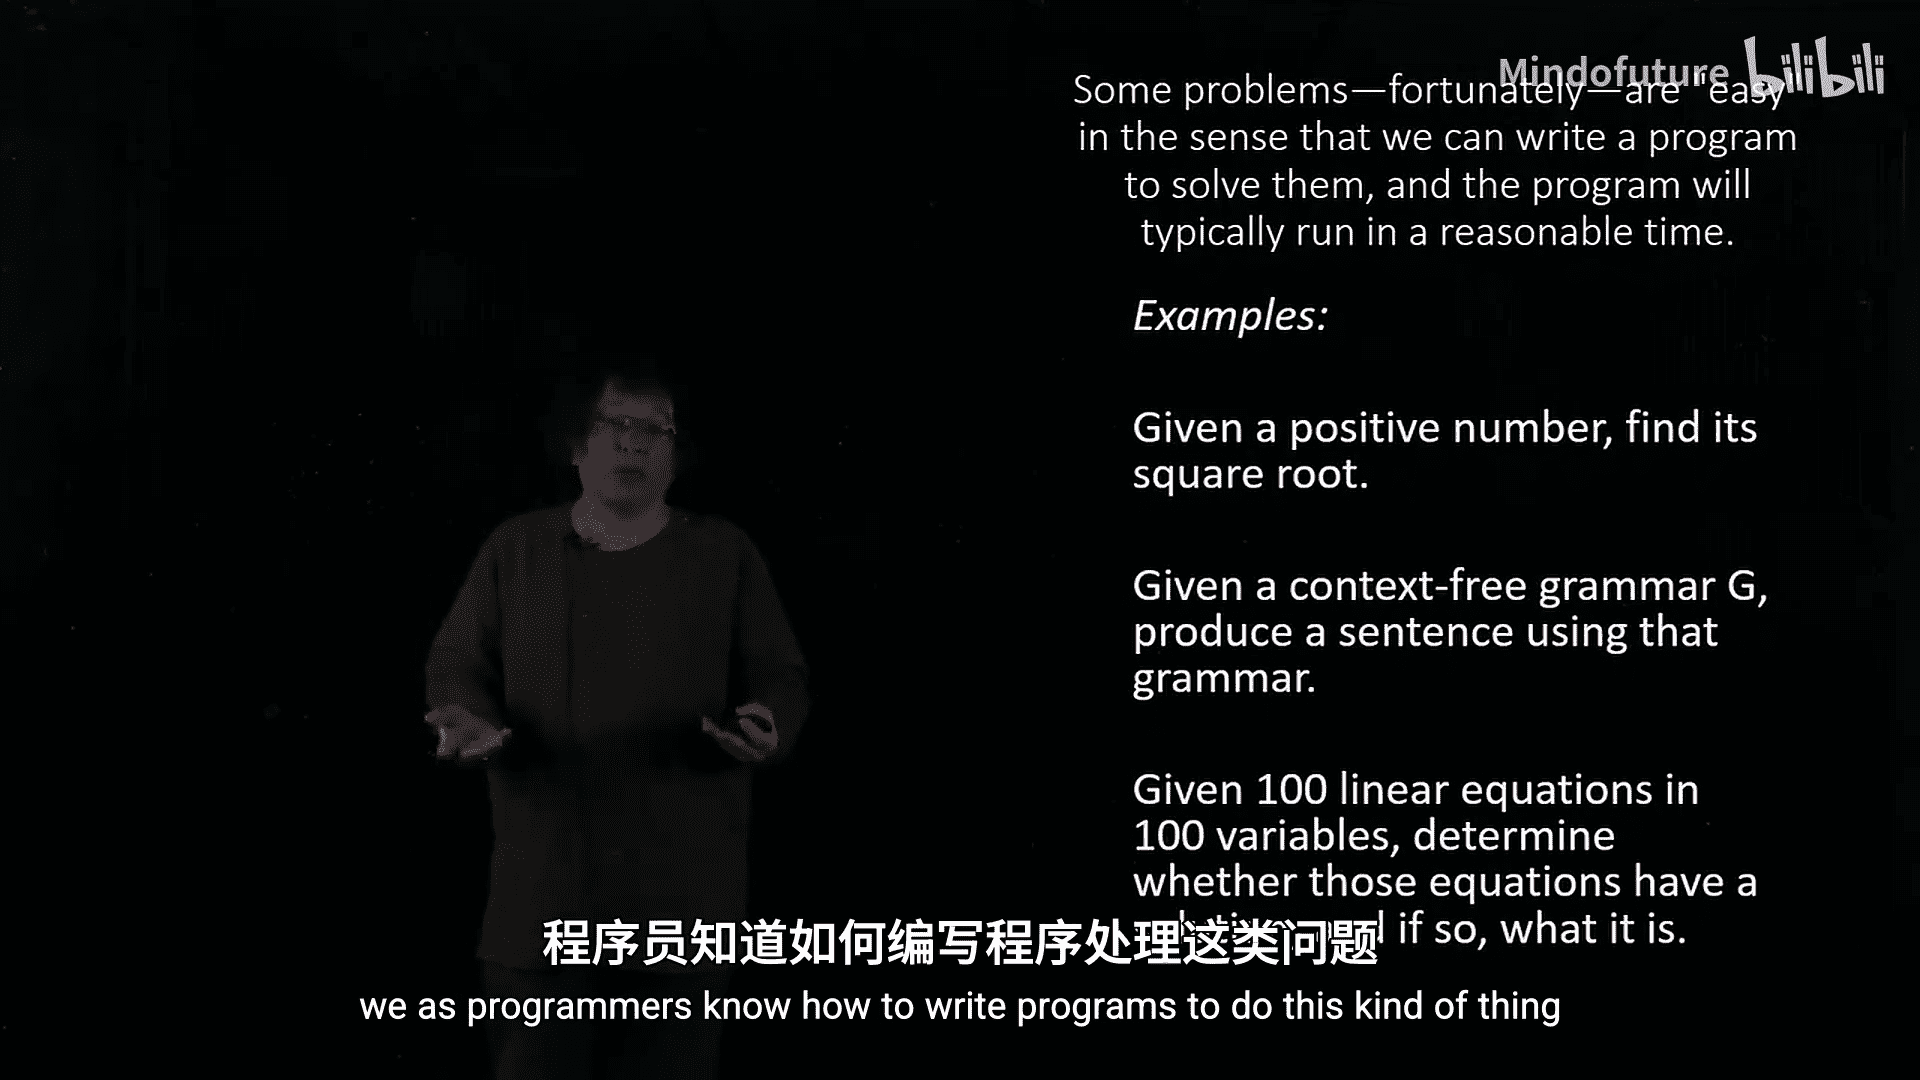 Mindofuture bilibili
Some problems—fortunately—are "easy"
in the sense that we can write a program
to solve them, and the program will
typically run in a reasonable time.
Examples:
Given a positive number, find its
square root.
Given a context-free grammar G,
produce a sentence using that
grammar.
Given 100 linear equations in
100 variables, determine
whether those equations have a
if so, what it is.
程序员知道如何编写程序处理这类问题
we as programmers know how to write programs to do this kind of thing